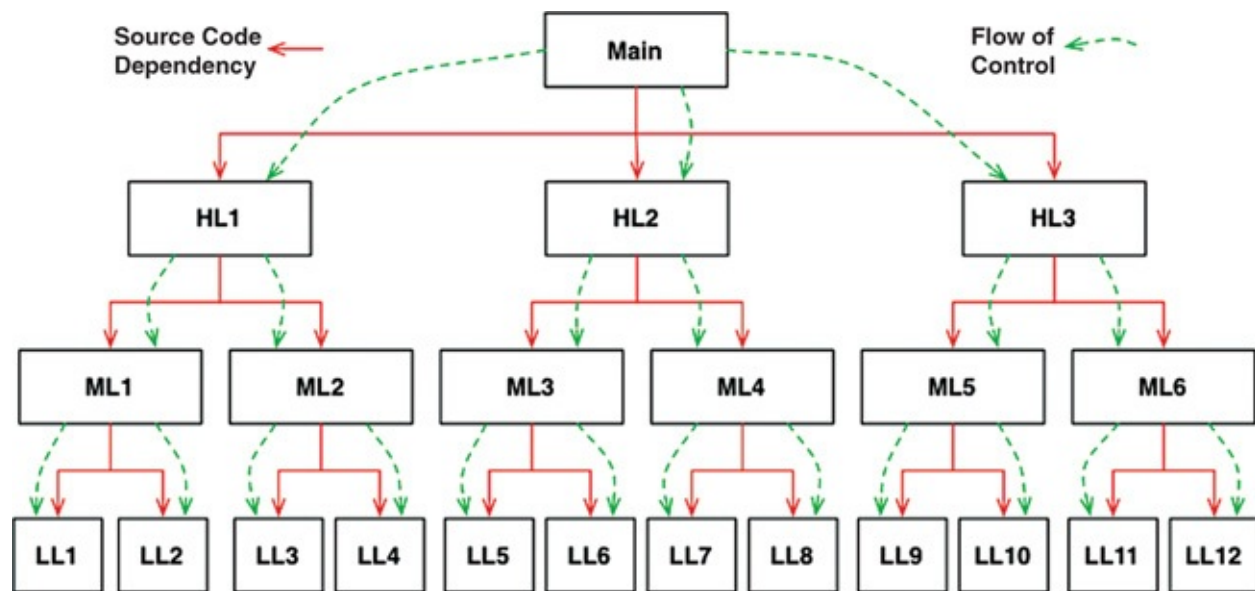 Source Code
Dependency
Main
Flow of
Control
HL1
HL2
HL3
ML1
ML2
ML3
ML4
ML5
ML6
LL1
LL2
LL3
LL4
LL5
LL6
LL7
LL8
LL9
LL10
LL11
LL12